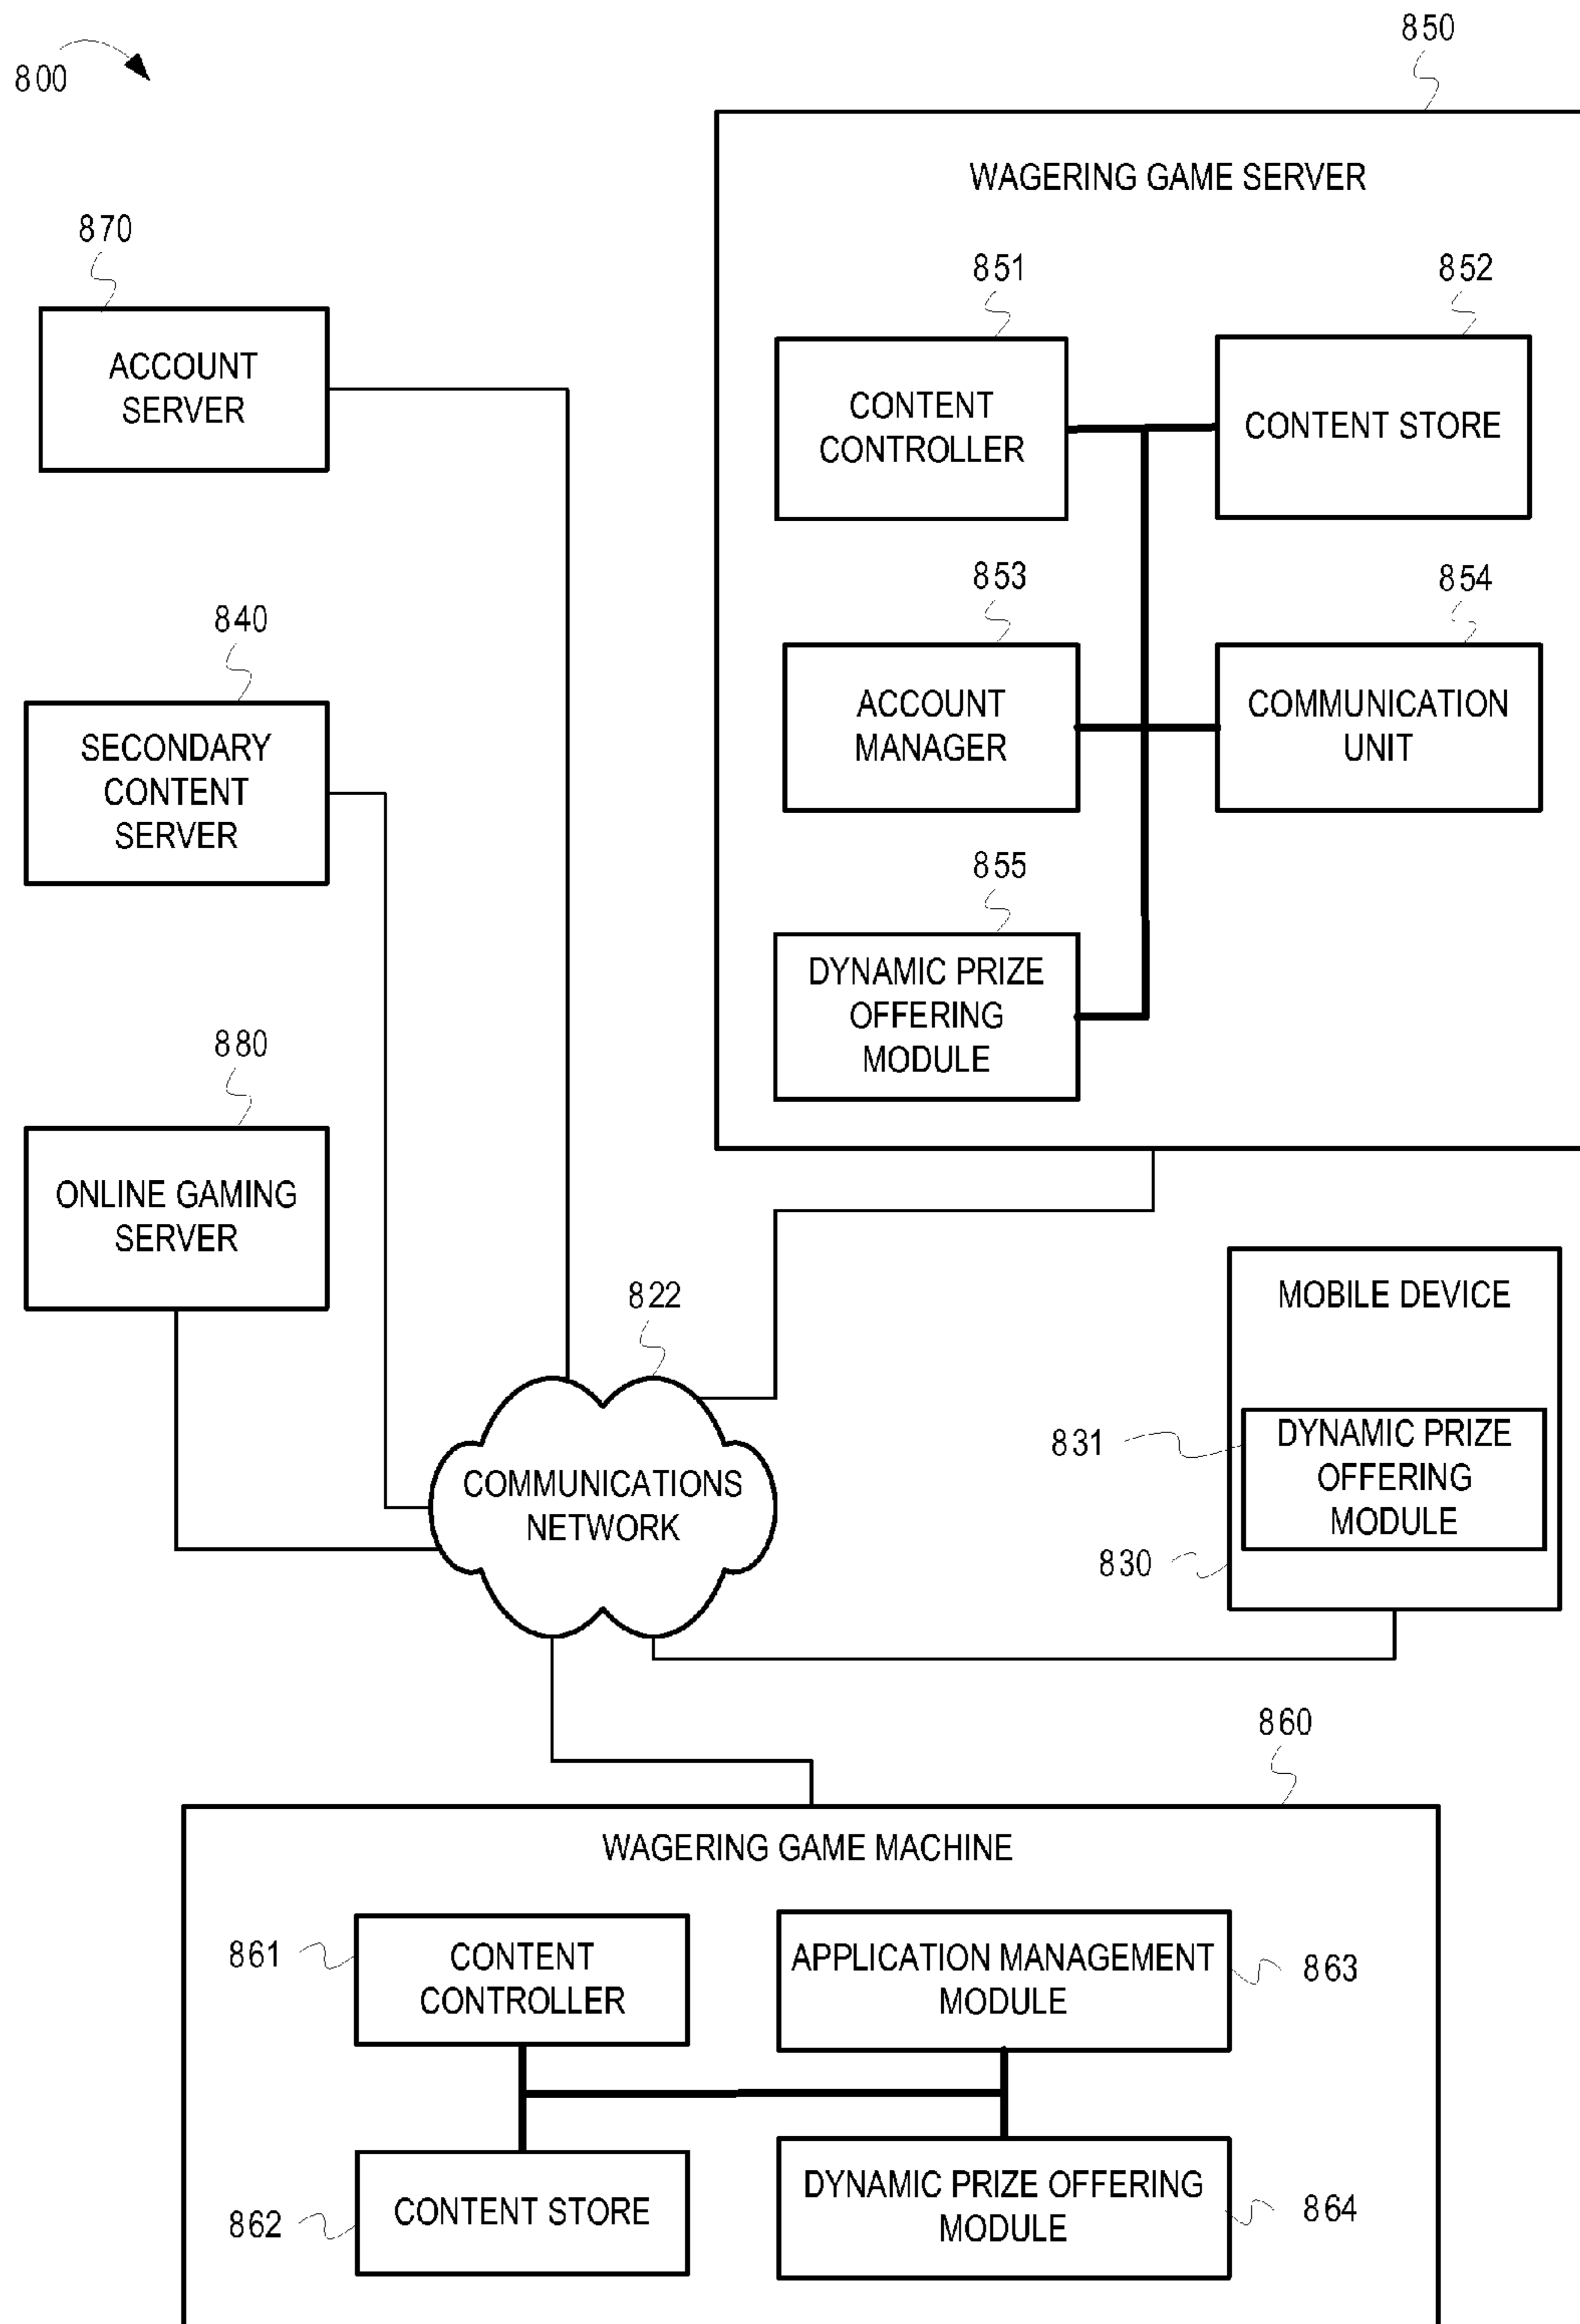 800
850
WAGERING GAME SERVER
870
ACCOUNT
SERVER
851
CONTENT
CONTROLLER
852
CONTENT STORE
853
ACCOUNT
MANAGER
854
COMMUNICATION
UNIT
855
DYNAMIC PRIZE
OFFERING
MODULE
840
SECONDARY
CONTENT
SERVER
880
ONLINE GAMING
SERVER
822
COMMUNICATIONS
NETWORK
MOBILE DEVICE
831
DYNAMIC PRIZE
OFFERING
MODULE
830
860
WAGERING GAME MACHINE
861
CONTENT
CONTROLLER
APPLICATION MANAGEMENT
MODULE
863
862
CONTENT STORE
DYNAMIC PRIZE OFFERING
MODULE
864